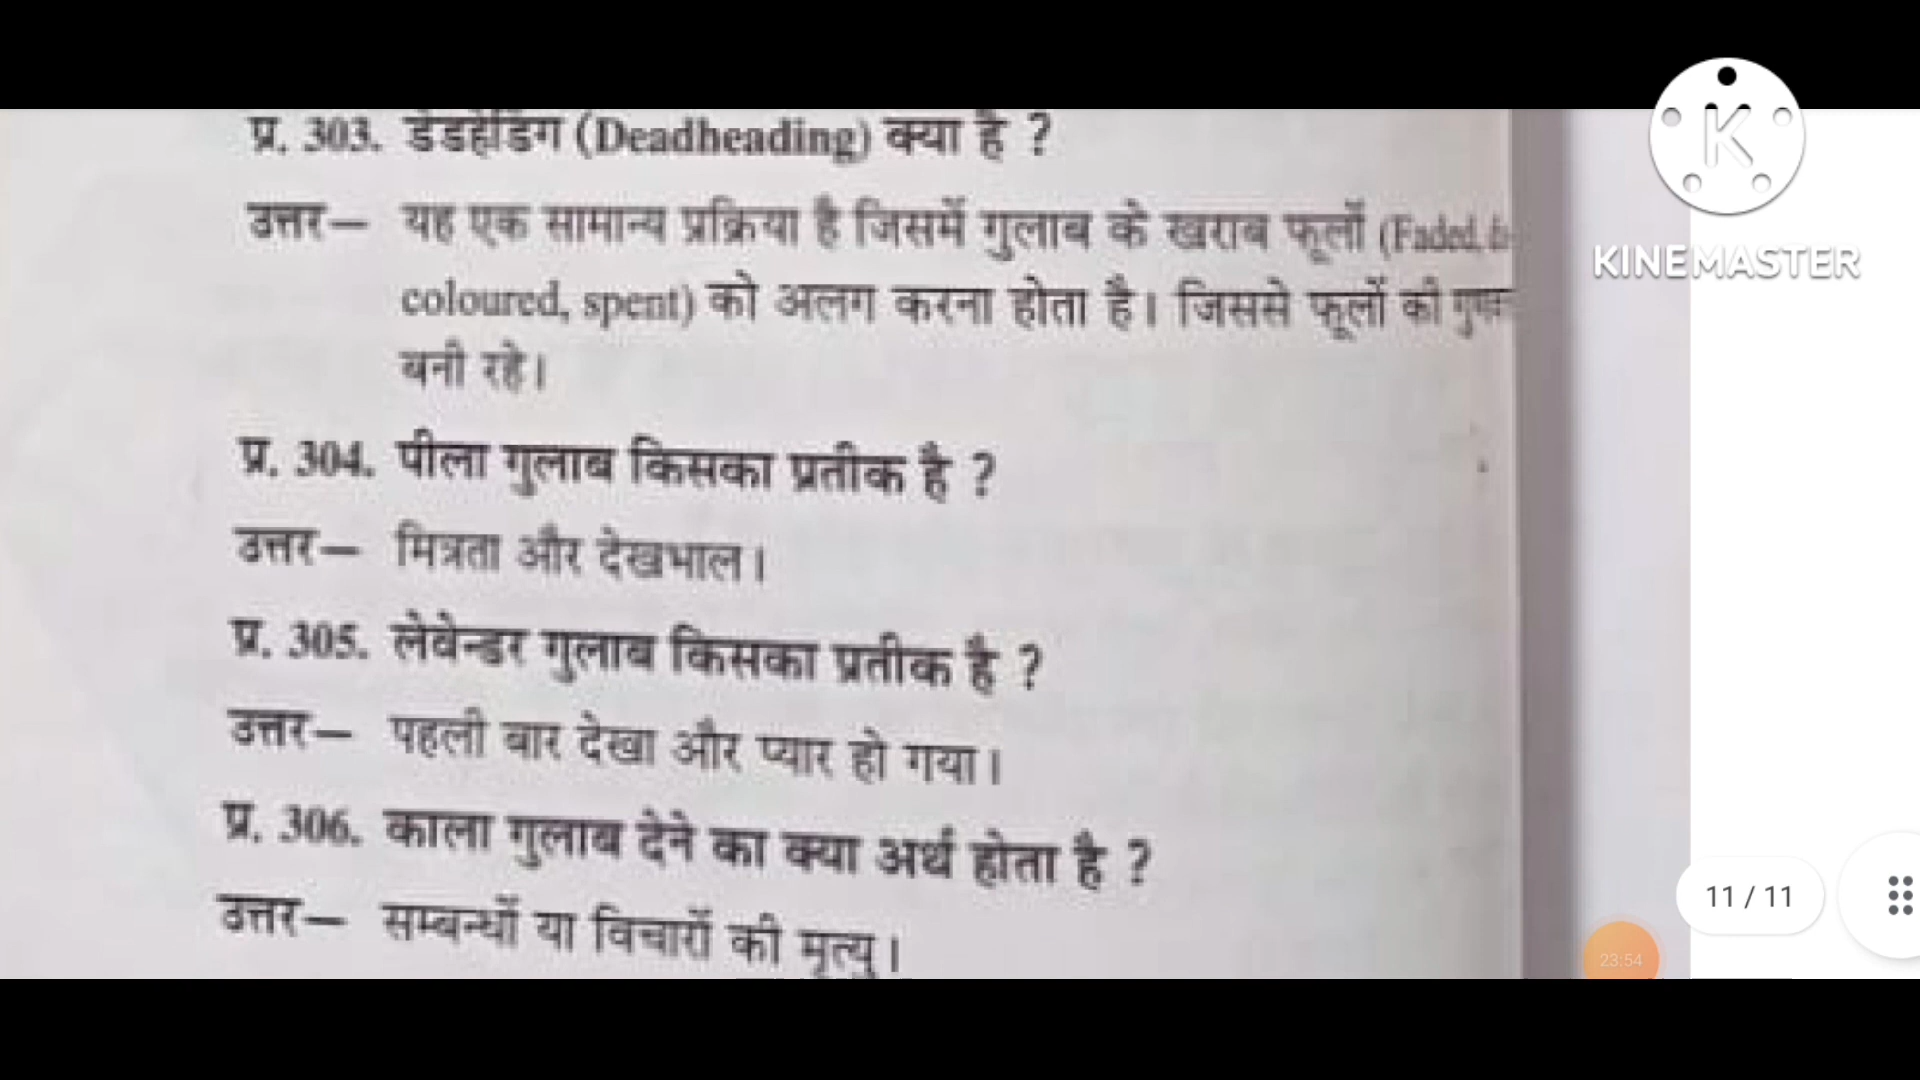 प्र. 303. डेडहेडिंग (Deadheading) क्या है ?
उत्तर— यह एक सामान्य प्रक्रिया है जिसमें गुलाब के खराब फूलों (Faded,
coloured, spent) को अलग करना होता है। जिससे फूलों की
बनी रहे।
प्र. 304. पीला गुलाब किसका प्रतीक है ?
उत्तर— मित्रता और देखभाल।
प्र. 305. लेवेन्डर गुलाब किसका प्रतीक है ?
उत्तर— पहली बार देखा और प्यार हो गया।
प्र. 306. काला गुलाब देने का क्या अर्थ होता है ?
उत्तर— सम्बन्धों या विचारों की मृत्यु।
K
KINEMASTER
11 / 11
23:54